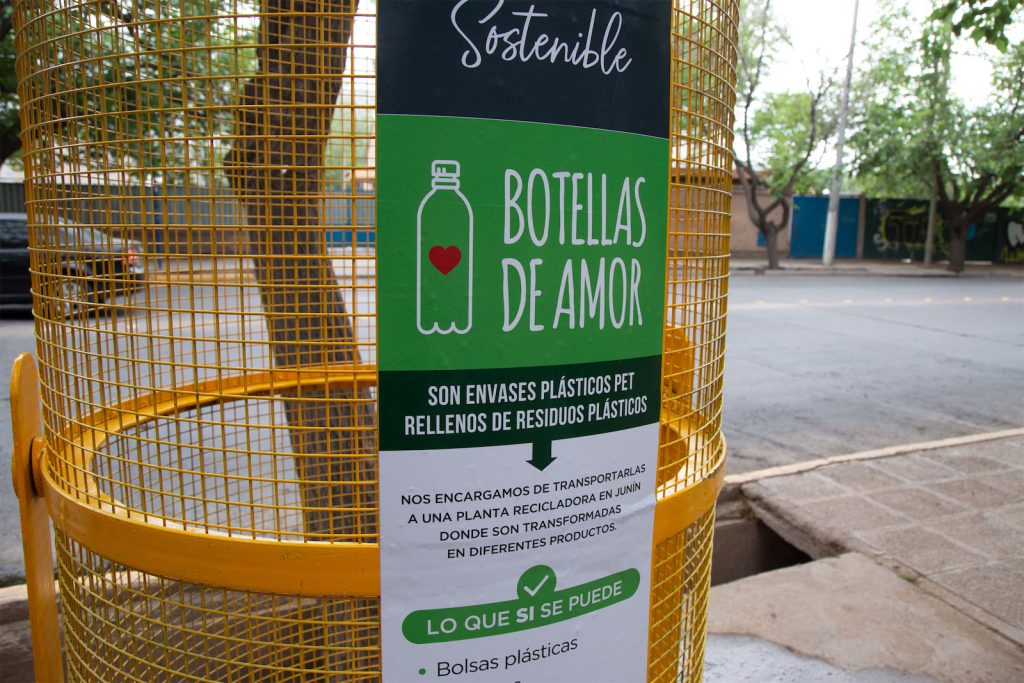 Sostenible
BOTELLAS
DE AMOR
SON ENVASES PLÁSTICOS PET
RELLENOS DE RESIDUOS PLÁSTICOS
NOS ENCARGAMOS DE TRANSPORTARLAS
A UNA PLANTA RECICLADORA EN JUNÍN
DONDE SON TRANSFORMADAS
EN DIFERENTES PRODUCTOS.
LO QUE SI SE PUEDE
• Bolsas plásticas